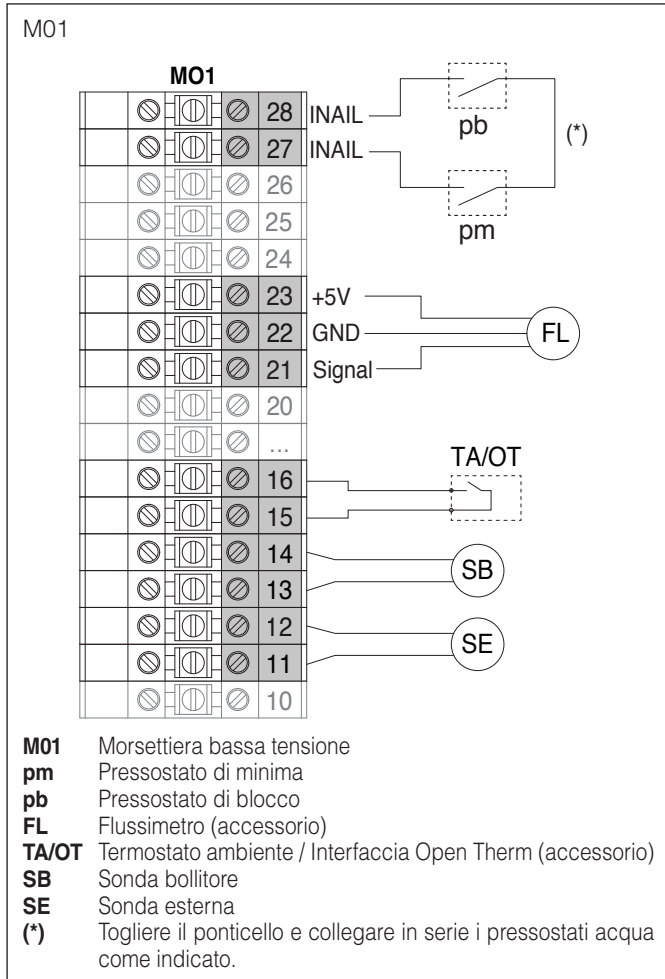 M01
MO1
28 INAIL
pb
(*)
27 INAIL
26
pm
25
24
23 +5V
22 GND
FL
21 Signal
20
...
TA/OT
16
15
14
SB
13
12
SE
11
10
M01 Morsettiera bassa tensione
pm Pressostato di minima
pb Pressostato di blocco
FL Flussimetro (accessorio)
TA/OT Termostato ambiente / Interfaccia Open Therm (accessorio)
SB Sonda bollitore
SE Sonda esterna
(*) Togliere il ponticello e collegare in serie i pressostati acqua
come indicato.